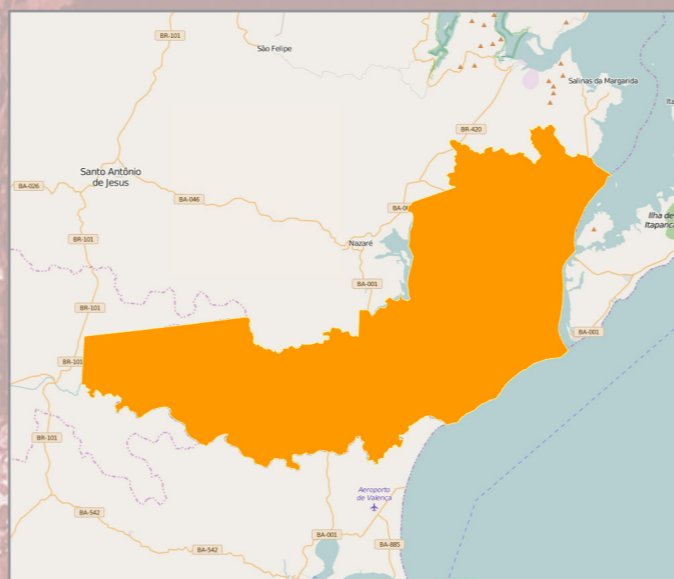 BR-101
São Felipe
Salinas da Margarida
BR-420
Santo Antônio
de Jesus
BA-026
BA-046
Ilha de
Itaparica
BR-101
Nazaré
BA-001
BR-101
BA-001
BR-101
BR-101
Aeroporto
de Valença
BA-542
BA-001
BA-885
BA-542